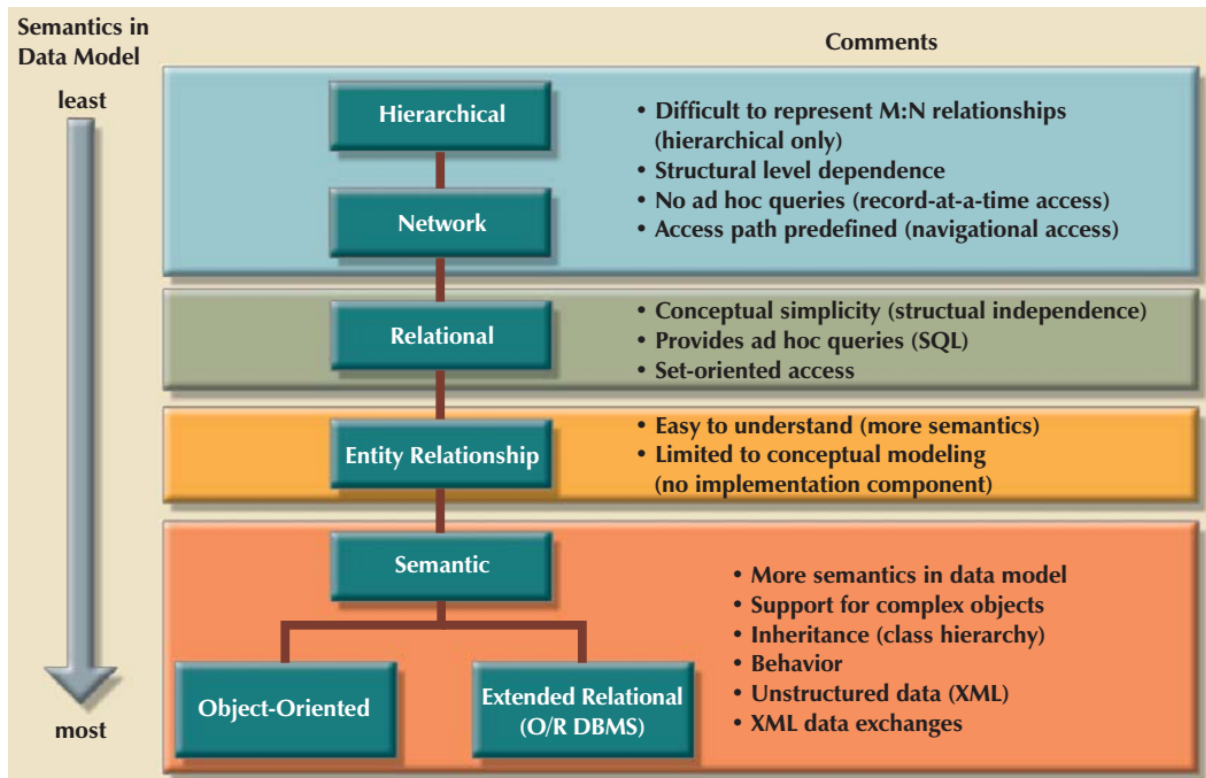 Semantics in
Data Model
Comments
least
Hierarchical
Network
• Difficult to represent M:N relationships
(hierarchical only)
• Structural level dependence
• No ad hoc queries (record-at-a-time access)
• Access path predefined (navigational access)
Relational
• Conceptual simplicity (structual independence)
• Provides ad hoc queries (SQL)
• Set-oriented access
Entity Relationship
• Easy to understand (more semantics)
• Limited to conceptual modeling
(no implementation component)
Semantic
Object-Oriented
Extended Relational
(O/R DBMS)
• More semantics in data model
• Support for complex objects
• Inheritance (class hierarchy)
• Behavior
• Unstructured data (XML)
• XML data exchanges
most